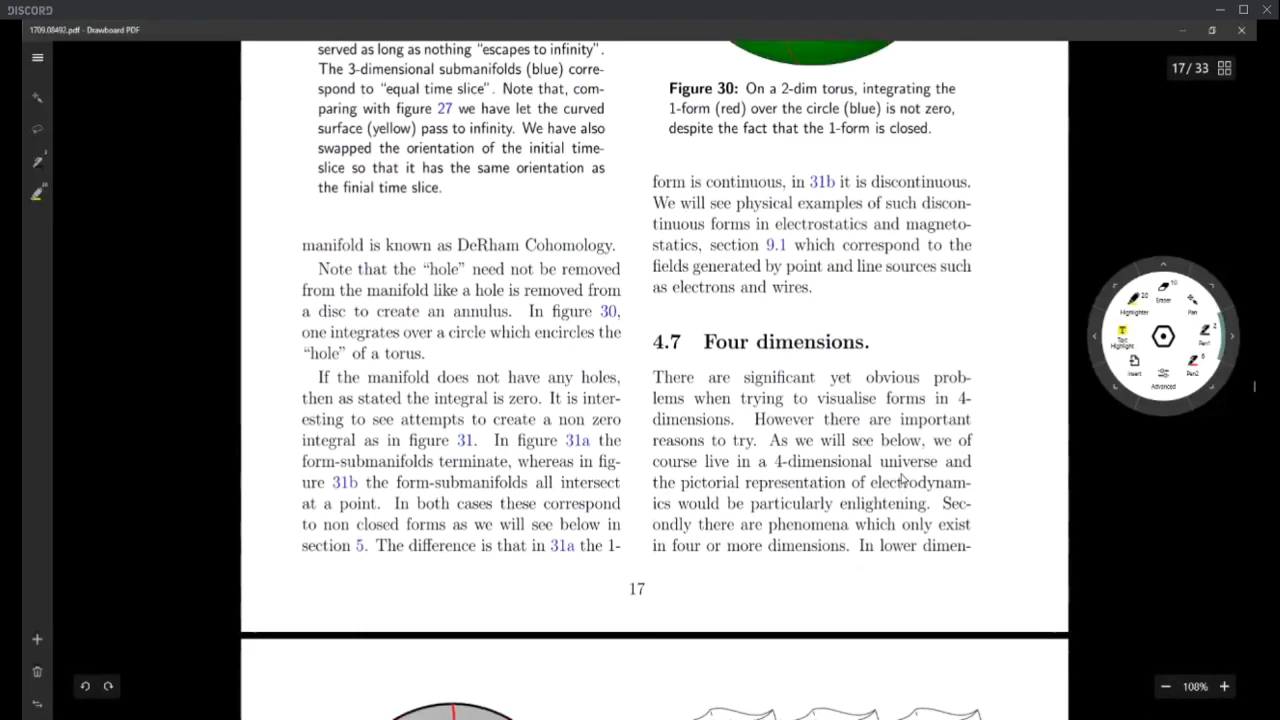 DISCORD
1709.08492.pdf - Drawboard PDF
17 / 33
served as long as nothing “escapes to infinity”.
The 3-dimensional submanifolds (blue) corre-
spond to “equal time slice”. Note that, com-
paring with figure 27 we have let the curved
surface (yellow) pass to infinity. We have also
swapped the orientation of the initial time-
slice so that it has the same orientation as
the finial time slice.
manifold is known as DeRham Cohomology.
Note that the “hole” need not be removed
from the manifold like a hole is removed from
a disc to create an annulus. In figure 30,
one integrates over a circle which encircles the
“hole” of a torus.
If the manifold does not have any holes,
then as stated the integral is zero. It is inter-
esting to see attempts to create a non zero
integral as in figure 31. In figure 31a the
form-submanifolds terminate, whereas in fig-
ure 31b the form-submanifolds all intersect
at a point. In both cases these correspond
to non closed forms as we will see below in
section 5. The difference is that in 31a the 1-
Figure 30: On a 2-dim torus, integrating the
1-form (red) over the circle (blue) is not zero,
despite the fact that the 1-form is closed.
form is continuous, in 31b it is discontinuous.
We will see physical examples of such discon-
tinuous forms in electrostatics and magneto-
statics, section 9.1 which correspond to the
fields generated by point and line sources such
as electrons and wires.
4.7 Four dimensions.
There are significant yet obvious prob-
lems when trying to visualise forms in 4-
dimensions. However there are important
reasons to try. As we will see below, we of
course live in a 4-dimensional universe and
the pictorial representation of electrodynam-
ics would be particularly enlightening. Sec-
ondly there are phenomena which only exist
in four or more dimensions. In lower dimen-
17
Highlighter
20
Eraser
10
Pan
Text
Highlight
Pen1
2
Insert
Advanced
Pen2
6
108%